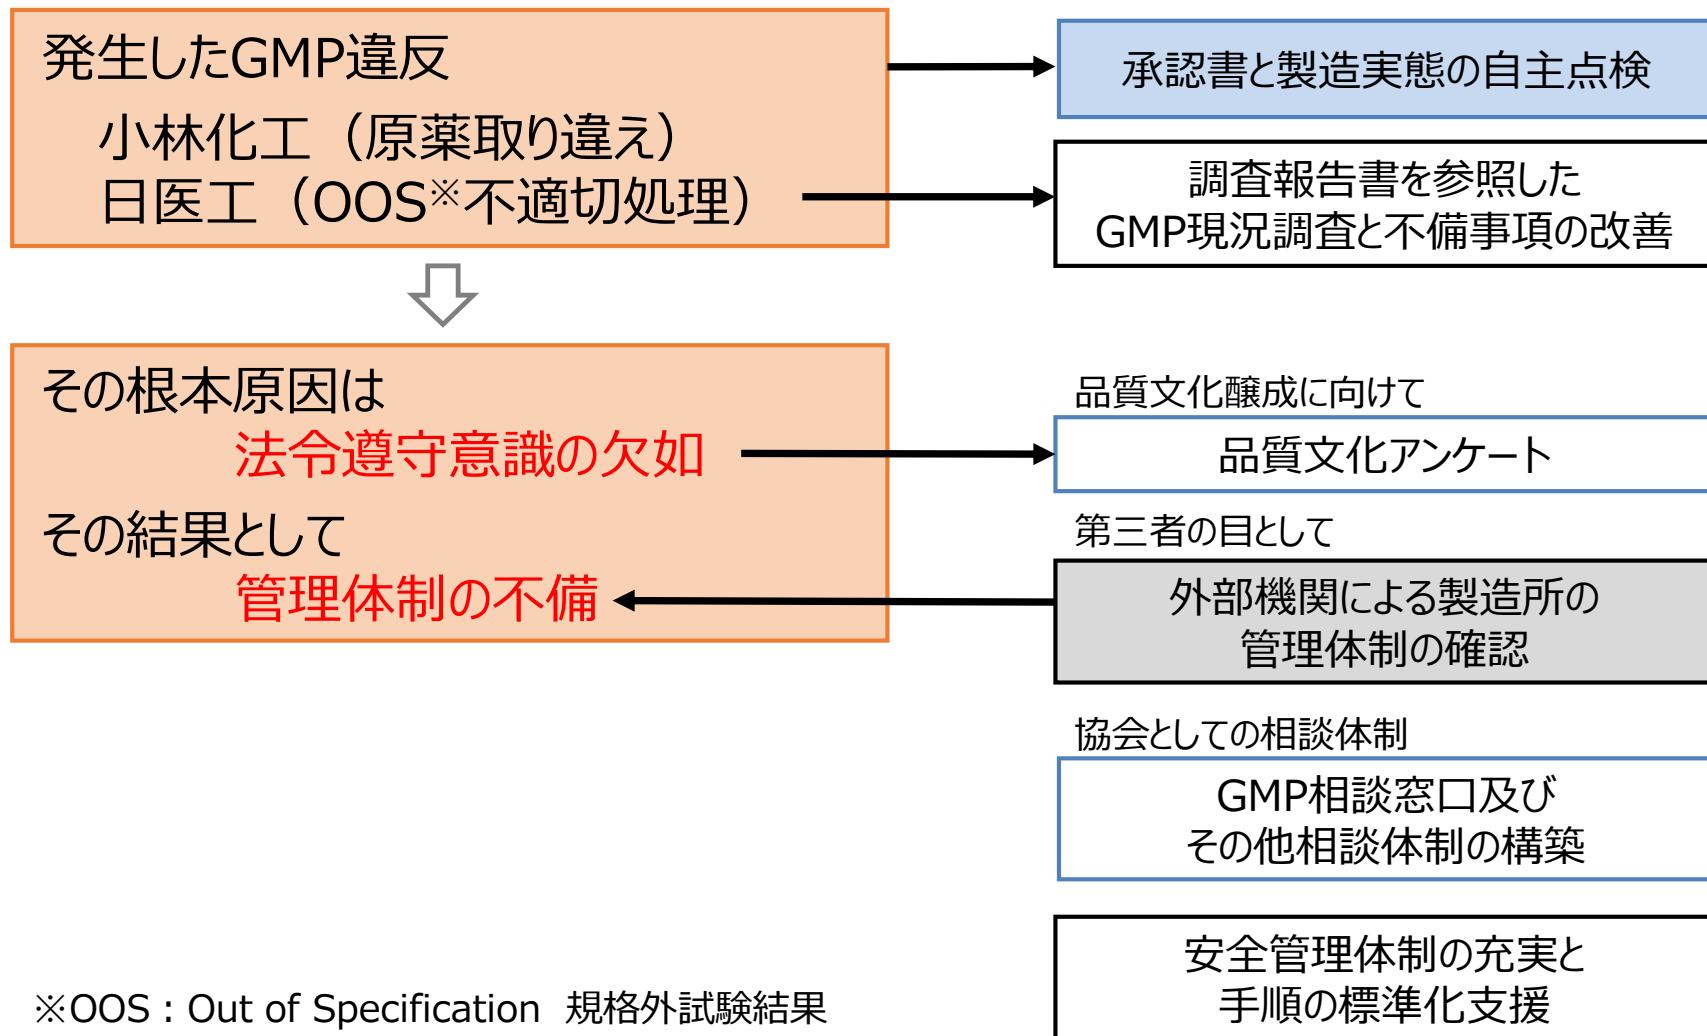 発生したGMP違反
小林化工（原薬取り違え）
日医工（OOS※不適切処理）
承認書と製造実態の自主点検
調査報告書を参照した
GMP現況調査と不備事項の改善
その根本原因は
法令遵守意識の欠如
その結果として
管理体制の不備
品質文化醸成に向けて
品質文化アンケート
第三者の目として
外部機関による製造所の
管理体制の確認
協会としての相談体制
GMP相談窓口及び
その他相談体制の構築
安全管理体制の充実と
手順の標準化支援
※OOS：Out of Specification 規格外試験結果